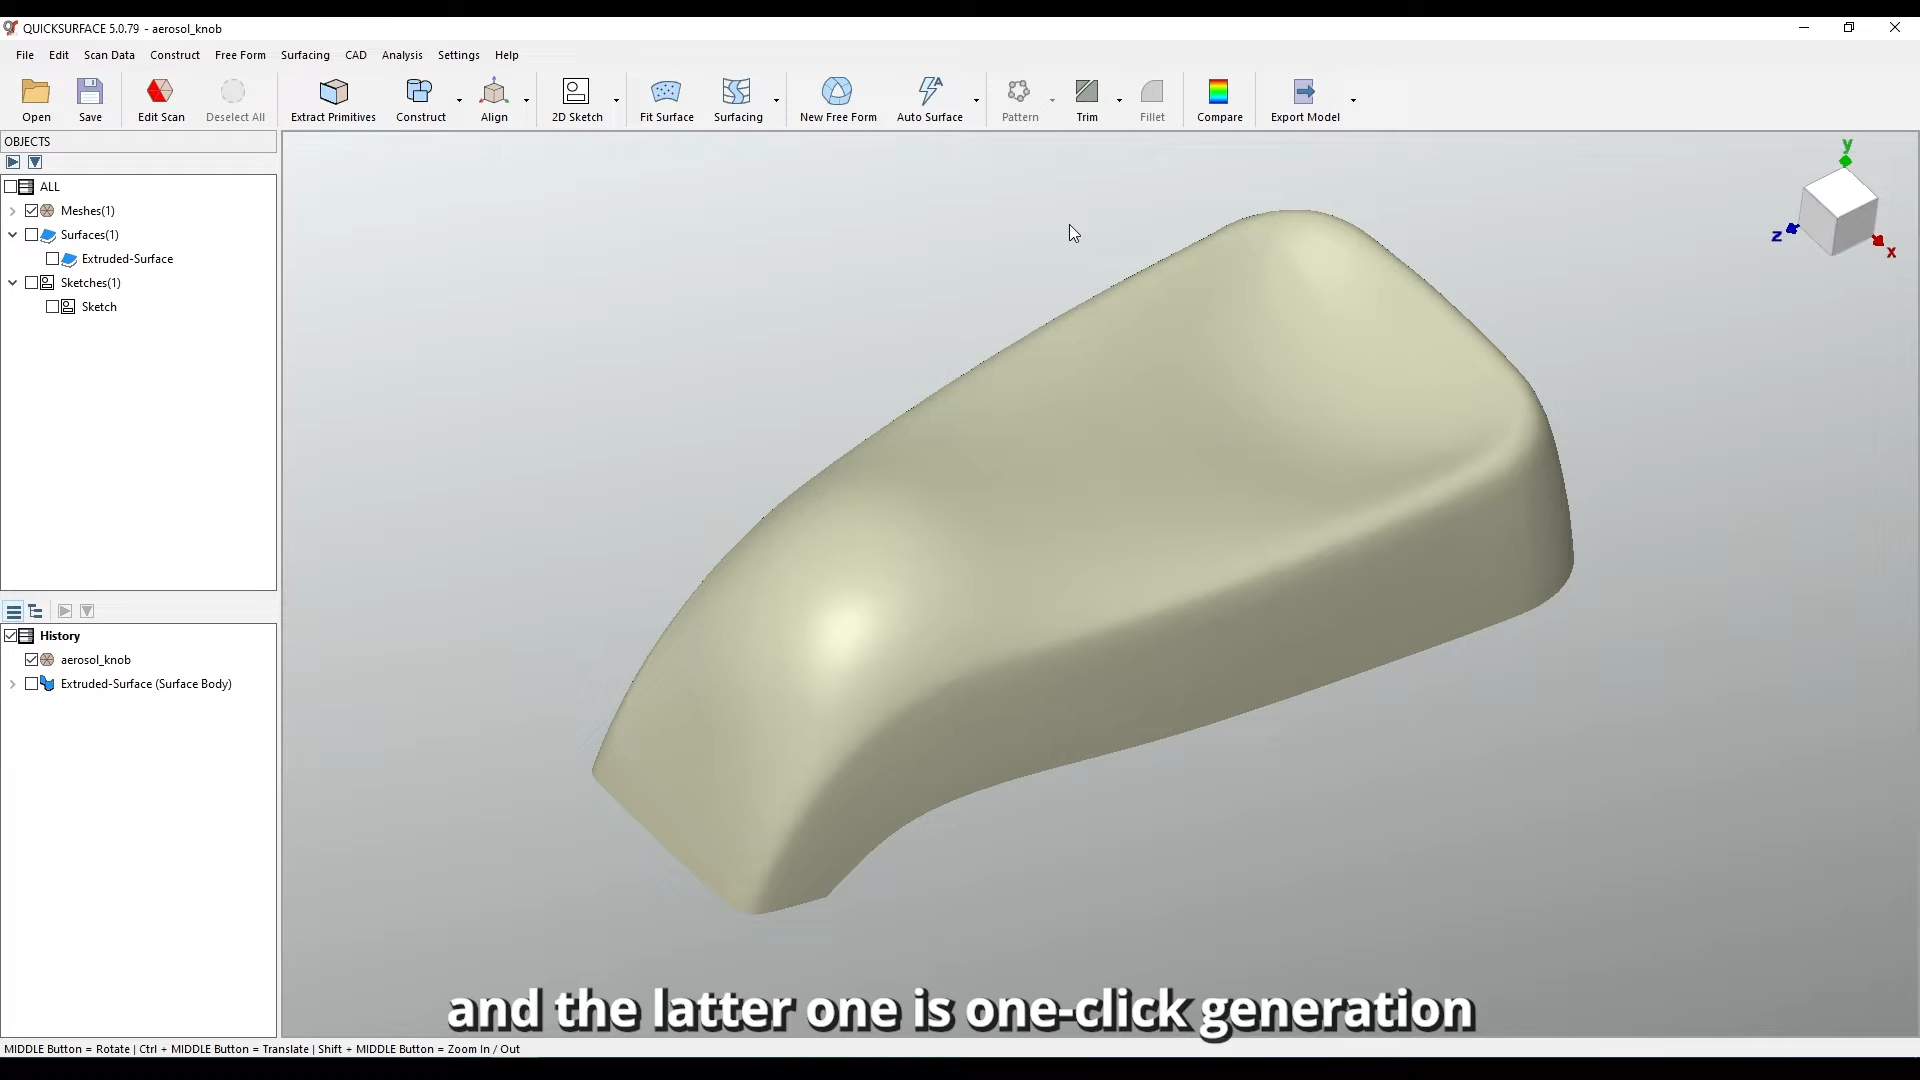 QUICKSURFACE 5.0.79 - aerosol_knob
File Edit Scan Data Construct Free Form Surfacing CAD Analysis Settings Help
Open Save Edit Scan Deselect All Extract Primitives Construct Align 2D Sketch Fit Surface Surfacing New Free Form Auto Surface Pattern Trim Fillet Compare Export Model
OBJECTS
ALL
Meshes(1)
Surfaces(1)
Extruded-Surface
Sketches(1)
Sketch
History
aerosol_knob
Extruded-Surface (Surface Body)
y
z
x
and the latter one is one-click generation
MIDDLE Button = Rotate | Ctrl + MIDDLE Button = Translate | Shift + MIDDLE Button = Zoom In / Out